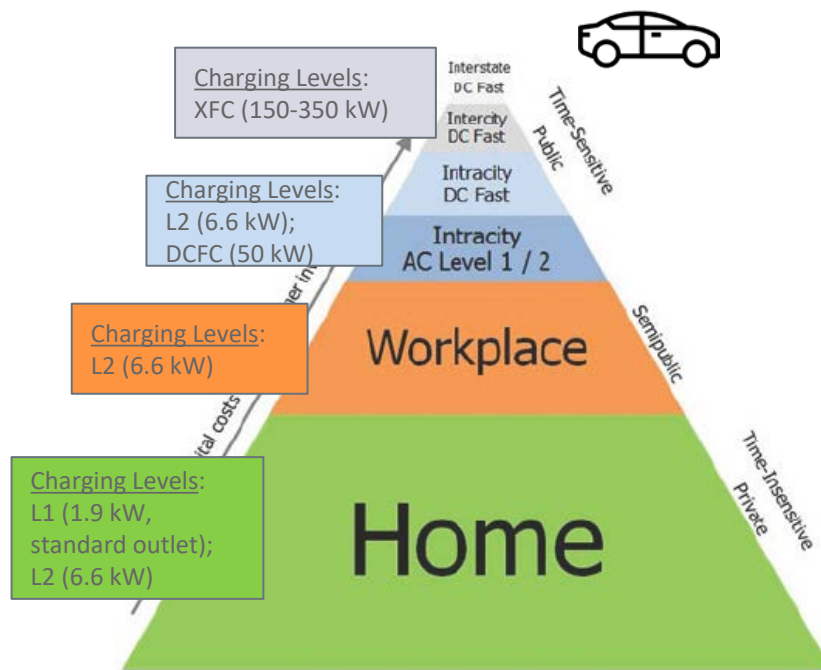 Charging Levels:
XFC (150-350 kW)
Interstate
DC Fast
Intercity
DC Fast
Time-Sensitive
Public
Charging Levels:
L2 (6.6 kW);
DCFC (50 kW)
Intracity
DC Fast
Intracity
AC Level 1 / 2
Charging Levels:
L2 (6.6 kW)
Workplace
Semipublic
costs
Charging Levels:
L1 (1.9 kW,
standard outlet);
L2 (6.6 kW)
Home
Time-Insensitive
Private